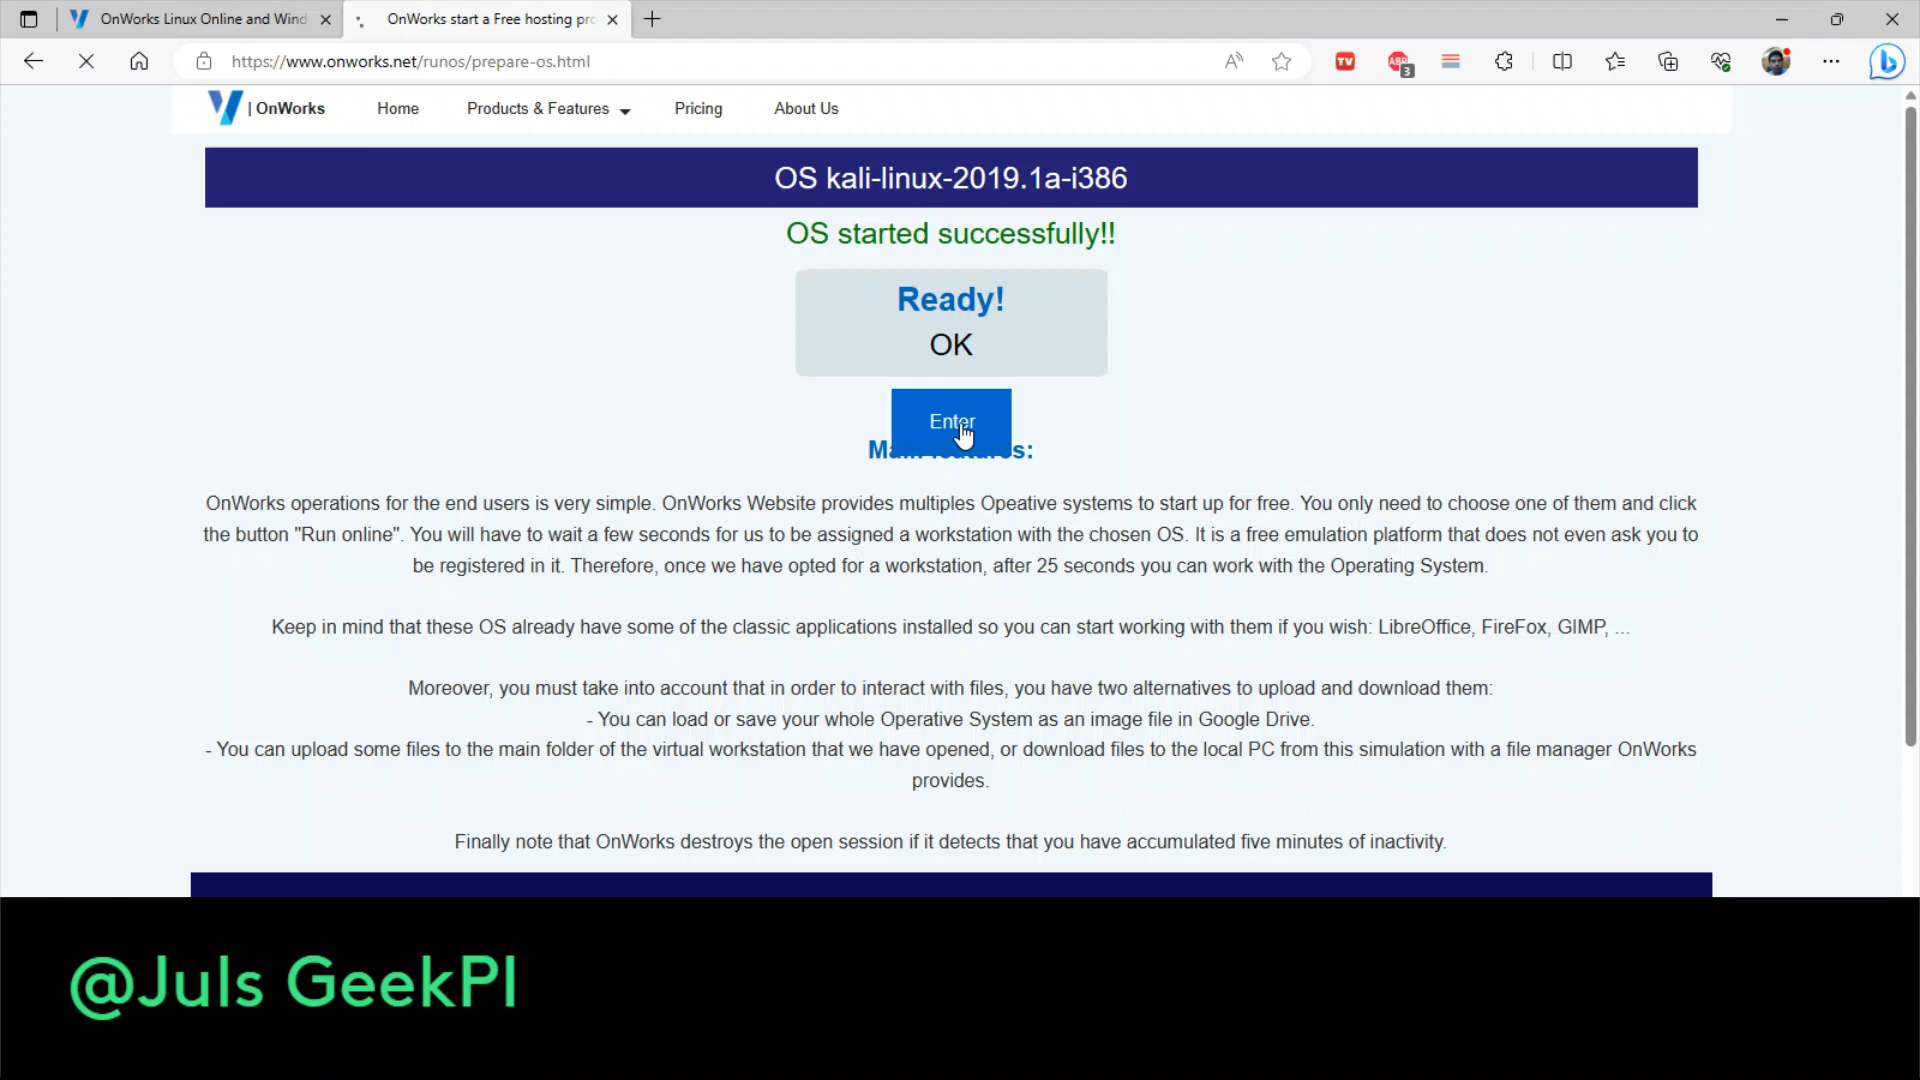 OnWorks Linux Online and Wind
OnWorks start a Free hosting pro
https://www.onworks.net/runos/prepare-os.html
A
TV
ABP
3
b
| OnWorks
Home
Products & Features
Pricing
About Us
OS kali-linux-2019.1a-i386
OS started successfully!!
Ready!
OK
Enter
Main features:
OnWorks operations for the end users is very simple. OnWorks Website provides multiples Opeative systems to start up for free. You only need to choose one of them and click
the button "Run online". You will have to wait a few seconds for us to be assigned a workstation with the chosen OS. It is a free emulation platform that does not even ask you to
be registered in it. Therefore, once we have opted for a workstation, after 25 seconds you can work with the Operating System.
Keep in mind that these OS already have some of the classic applications installed so you can start working with them if you wish: LibreOffice, FireFox, GIMP, ...
Moreover, you must take into account that in order to interact with files, you have two alternatives to upload and download them:
- You can load or save your whole Operative System as an image file in Google Drive.
- You can upload some files to the main folder of the virtual workstation that we have opened, or download files to the local PC from this simulation with a file manager OnWorks
provides.
Finally note that OnWorks destroys the open session if it detects that you have accumulated five minutes of inactivity.
@Juls GeekPI